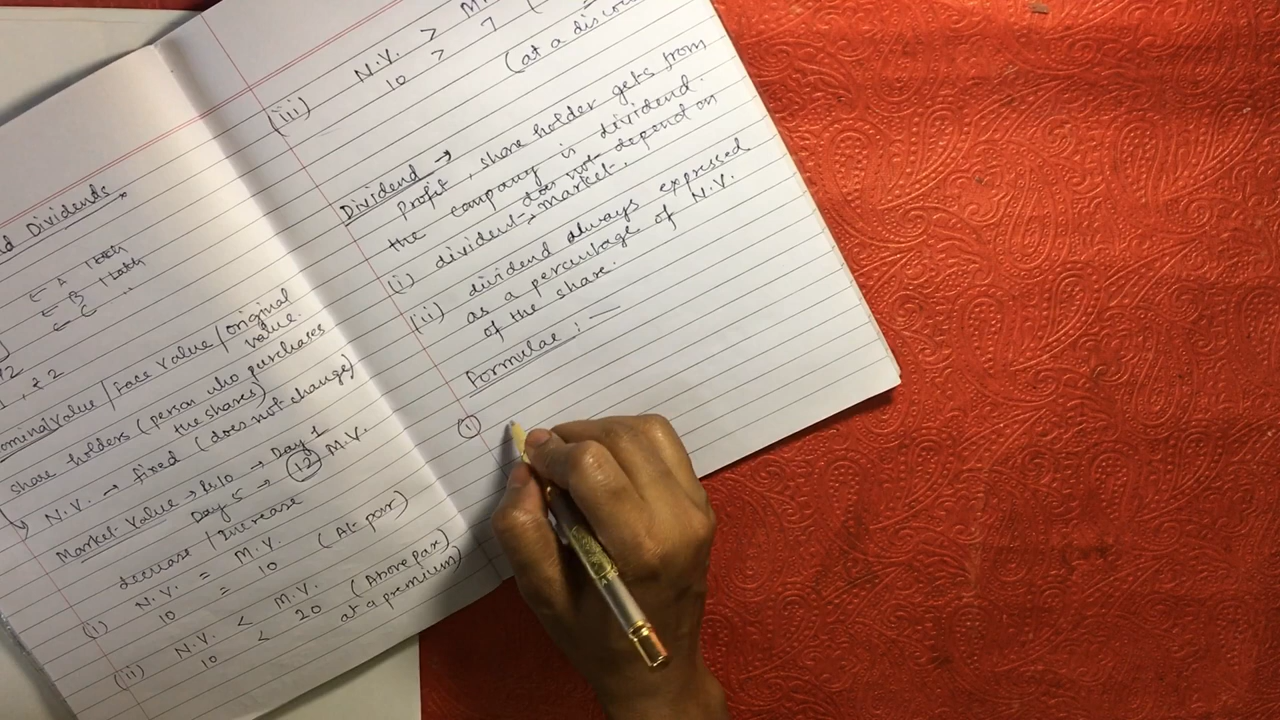 d Dividends
← A 1 lakh
← B 1 lakh
← C "
, ₹ 2
ominal Value / Face Value / original value.
share holders (person who purchases the shares)
N.V. → fixed (does not change)
Market Value → Rs 10 → Day 1
Day 5 → 12 M.V.
decrease / increase
(i) N.V. = M.V. (At par)
10 = 10
(ii) N.V. < M.V. (Above par)
10 < 20 at a premium)
(iii) N.V. > M.
10 > 7 (
(at a disco
Dividend →
Profit, share holder gets from
the company is dividend.
(i) dividend does not depend on
→ market.
(ii) dividend always expressed
as a percentage of N.V.
of the share.
Formulae :-
1